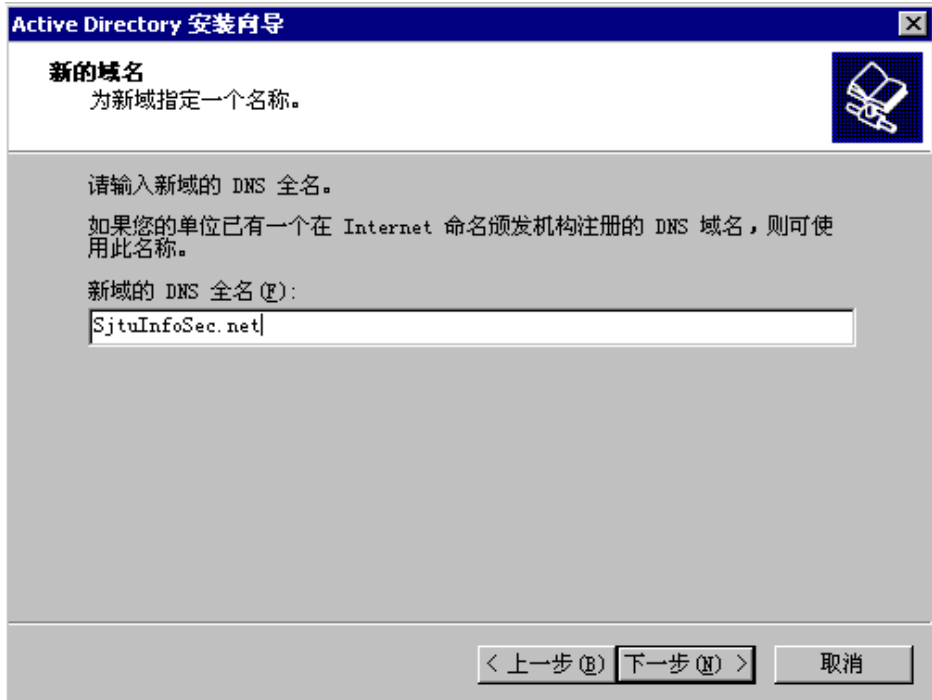 Active Directory 安装向导
新的域名
为新域指定一个名称。
请输入新域的 DNS 全名。
如果您的单位已有一个在 Internet 命名颁发机构注册的 DNS 域名，则可使
用此名称。
新域的 DNS 全名(F):
SjtuInfoSec.net
< 上一步(B) 下一步(N) > 取消